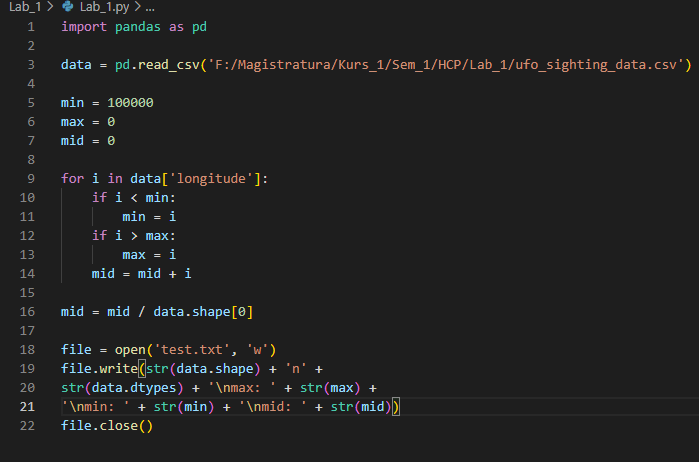 Lab_1 > Lab_1.py > ...
1 import pandas as pd
2
3 data = pd.read_csv('F:/Magistratura/Kurs_1/Sem_1/HCP/Lab_1/ufo_sighting_data.csv')
4
5 min = 100000
6 max = 0
7 mid = 0
8
9 for i in data['longitude']:
10     if i < min:
11         min = i
12     if i > max:
13         max = i
14     mid = mid + i
15
16 mid = mid / data.shape[0]
17
18 file = open('test.txt', 'w')
19 file.write(str(data.shape) + 'n' +
20 str(data.dtypes) + '\nmax: ' + str(max) +
21 '\nmin: ' + str(min) + '\nmid: ' + str(mid))
22 file.close()